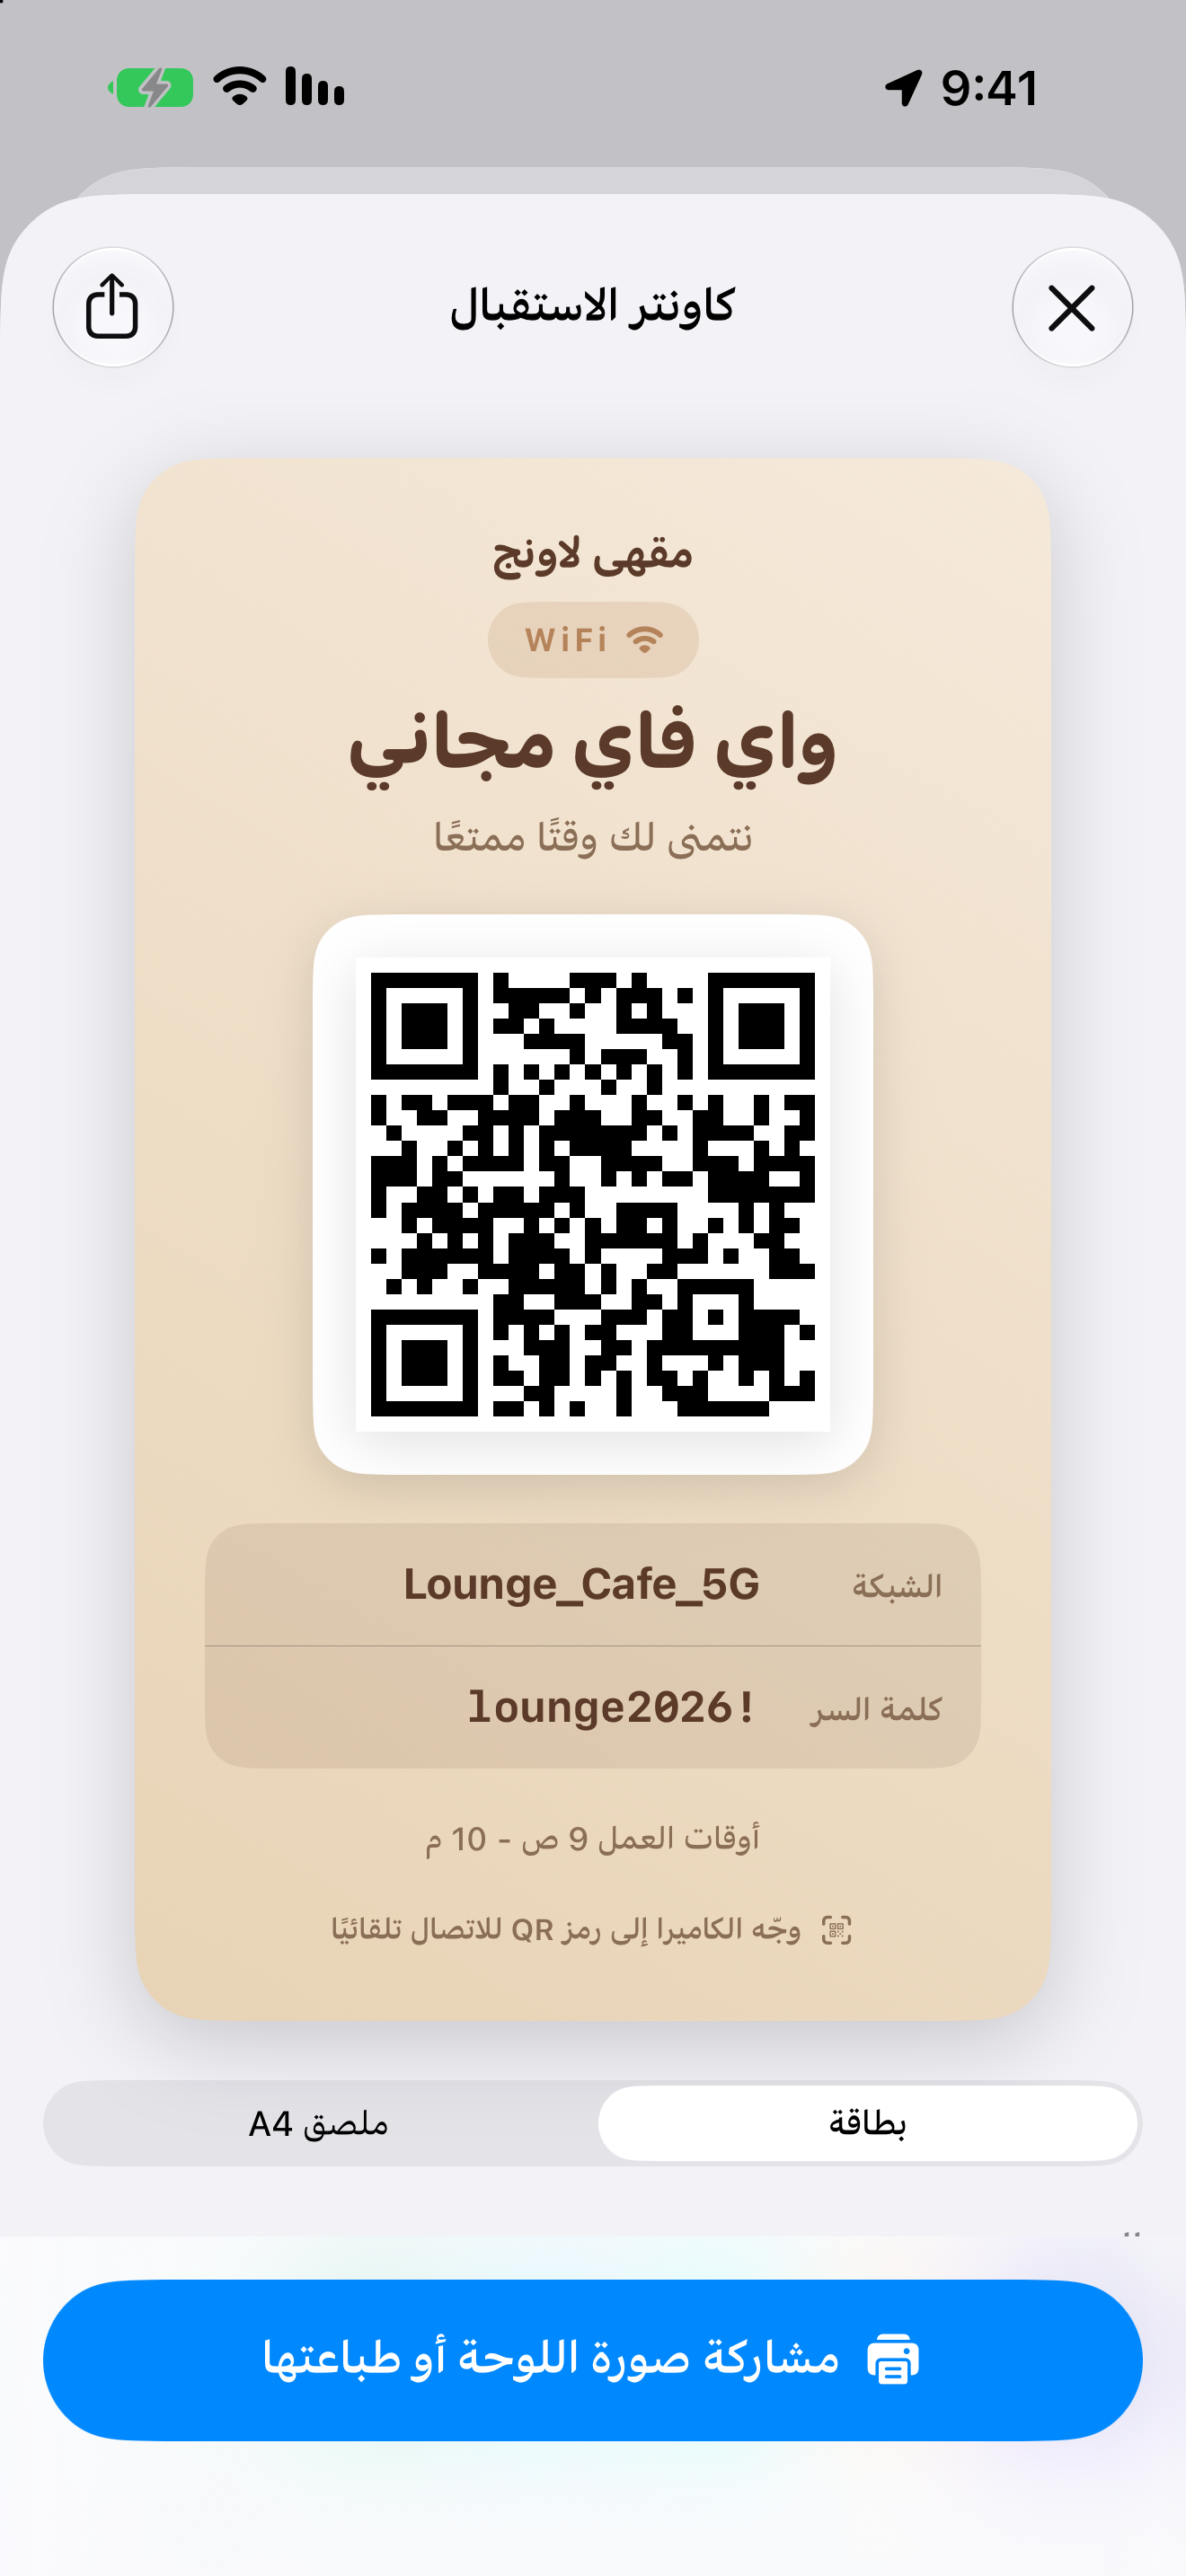 9:41
كاونتر الاستقبال
مقهى لاونج
WiFi
واي فاي مجاني
نتمنى لك وقتًا ممتعًا
الشبكة Lounge_Cafe_5G
كلمة السر lounge2026!
أوقات العمل 9 ص - 10 م
وجّه الكاميرا إلى رمز QR للاتصال تلقائيًا
بطاقة
ملصق A4
مشاركة صورة اللوحة أو طباعتها